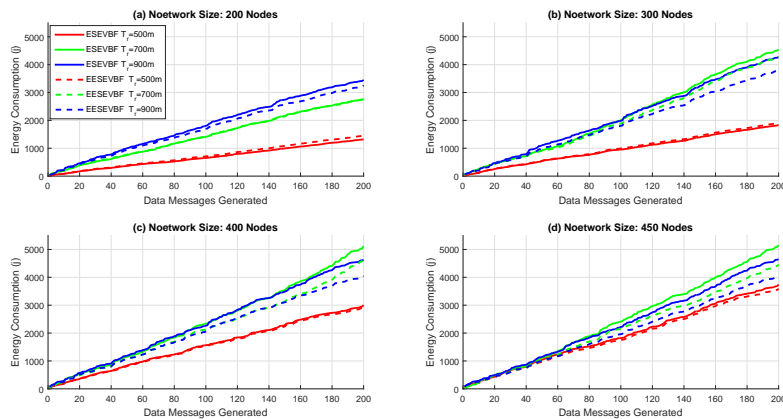 (a) Noetwork Size: 200 Nodes
5000
4000
3000
2000
1000
0
Energy Consumption (j)
ESEVBF Tr=500m
ESEVBF Tr=700m
ESEVBF Tr=900m
EESEVBF Tr=500m
EESEVBF Tr=700m
EESEVBF Tr=900m
0 20 40 60 80 100 120 140 160 180 200
Data Messages Generated
(b) Noetwork Size: 300 Nodes
5000
4000
3000
2000
1000
0
Energy Consumption (j)
0 20 40 60 80 100 120 140 160 180 200
Data Messages Generated
(c) Noetwork Size: 400 Nodes
5000
4000
3000
2000
1000
0
Energy Consumption (j)
0 20 40 60 80 100 120 140 160 180 200
Data Messages Generated
(d) Noetwork Size: 450 Nodes
5000
4000
3000
2000
1000
0
Energy Consumption (j)
0 20 40 60 80 100 120 140 160 180 200
Data Messages Generated